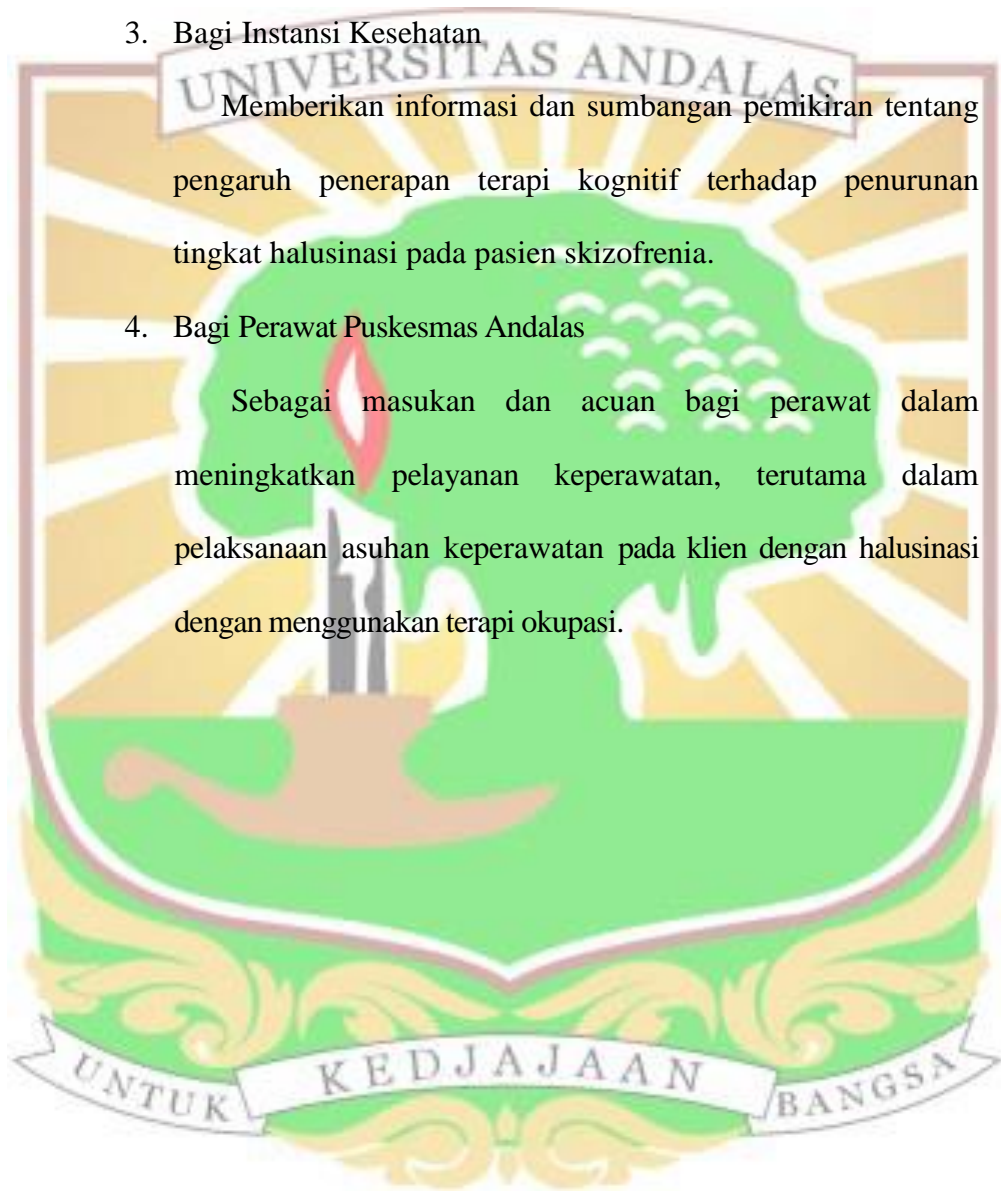 3. Bagi Instansi Kesehatan
UNIVERSITAS ANDALAS
Memberikan informasi dan sumbangan pemikiran tentang
pengaruh penerapan terapi kognitif terhadap penurunan
tingkat halusinasi pada pasien skizofrenia.
4. Bagi Perawat Puskesmas Andalas
Sebagai masukan dan acuan bagi perawat dalam
meningkatkan pelayanan keperawatan, terutama dalam
pelaksanaan asuhan keperawatan pada klien dengan halusinasi
dengan menggunakan terapi okupasi.
UNTUK KEDJAJAAN BANGSA